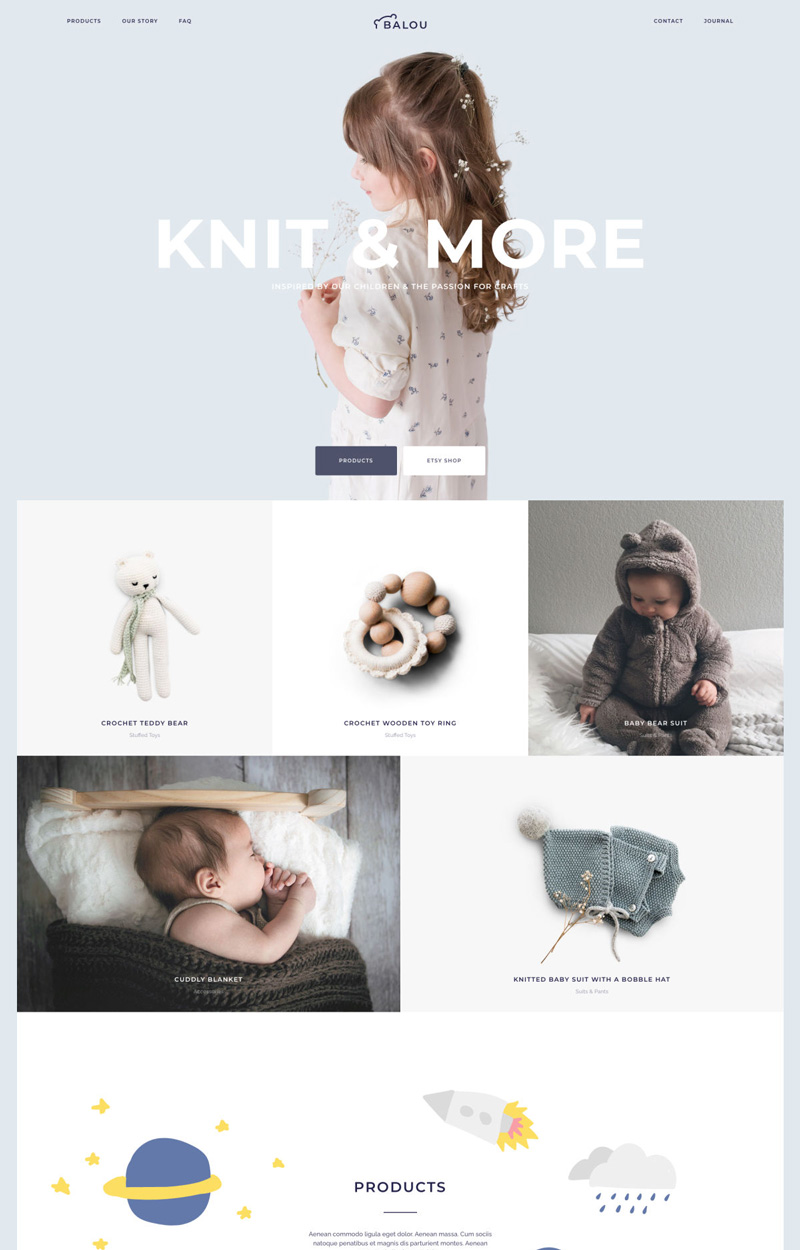 PRODUCTS
OUR STORY
FAQ
BALOU
CONTACT
JOURNAL
KNIT & MORE
INSPIRED BY OUR CHILDREN & THE PASSION FOR CRAFTS
PRODUCTS
ETSY SHOP
CROCHET TEDDY BEAR
Stuffed Toys
CROCHET WOODEN TOY RING
Stuffed Toys
BABY BEAR SUIT
Suits & Pants
CUDDLY BLANKET
KNITTED BABY SUIT WITH A BOBBLE HAT
Suits & Pants
PRODUCTS
Aenean commodo ligula eget dolor. Aenean massa. Cum sociis
natoque penatibus et magnis dis parturient montes. Aenean